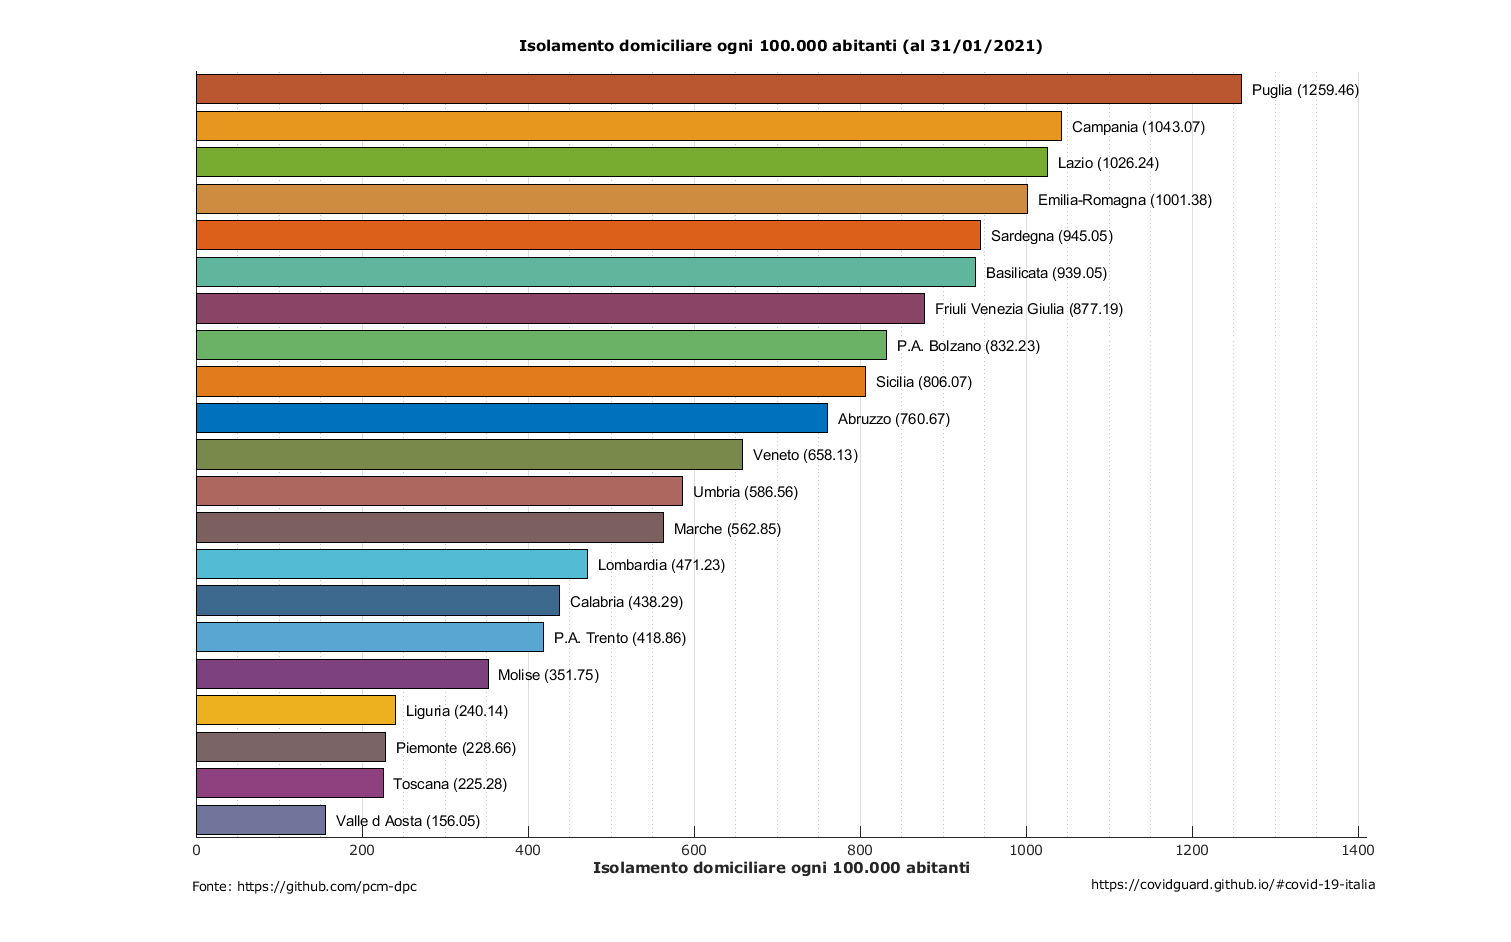 Isolamento domiciliare ogni 100.000 abitanti (al 31/01/2021)
Puglia (1259.46)
Campania (1043.07)
Lazio (1026.24)
Emilia-Romagna (1001.38)
Sardegna (945.05)
Basilicata (939.05)
Friuli Venezia Giulia (877.19)
P.A. Bolzano (832.23)
Sicilia (806.07)
Abruzzo (760.67)
Veneto (658.13)
Umbria (586.56)
Marche (562.85)
Lombardia (471.23)
Calabria (438.29)
P.A. Trento (418.86)
Molise (351.75)
Liguria (240.14)
Piemonte (228.66)
Toscana (225.28)
Valle d Aosta (156.05)
0 200 400 600 800 1000 1200 1400
Isolamento domiciliare ogni 100.000 abitanti
Fonte: https://github.com/pcm-dpc
https://covidguard.github.io/#covid-19-italia